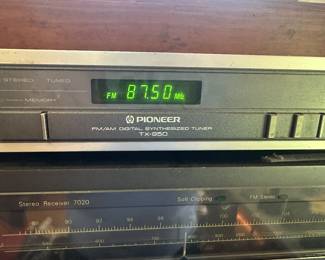 STEREO TUNED
FM 87.50 MHz
MEMORY
PIONEER
FM/AM DIGITAL SYNTHESIZED TUNER
TX-950
Stereo Receiver 7020
Soft Clipping
FM Stereo